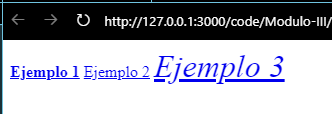 http://127.0.0.1:3000/code/Modulo-III/
Ejemplo 1 Ejemplo 2 Ejemplo 3